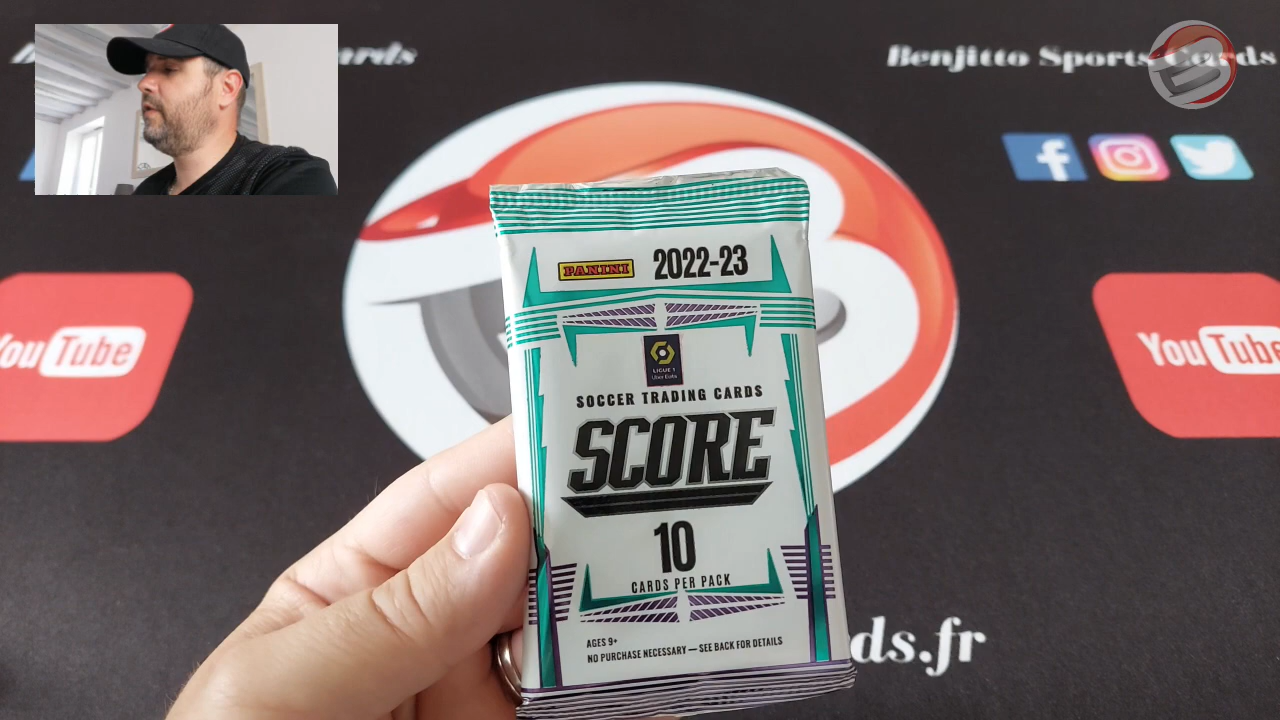 ards
Benjitto Sports Cards
f
YouTube
PANINI 2022-23
LIGUE 1
Uber Eats
SOCCER TRADING CARDS
SCORE
10
CARDS PER PACK
AGES 9+
NO PURCHASE NECESSARY — SEE BACK FOR DETAILS
YouTube
ds.fr